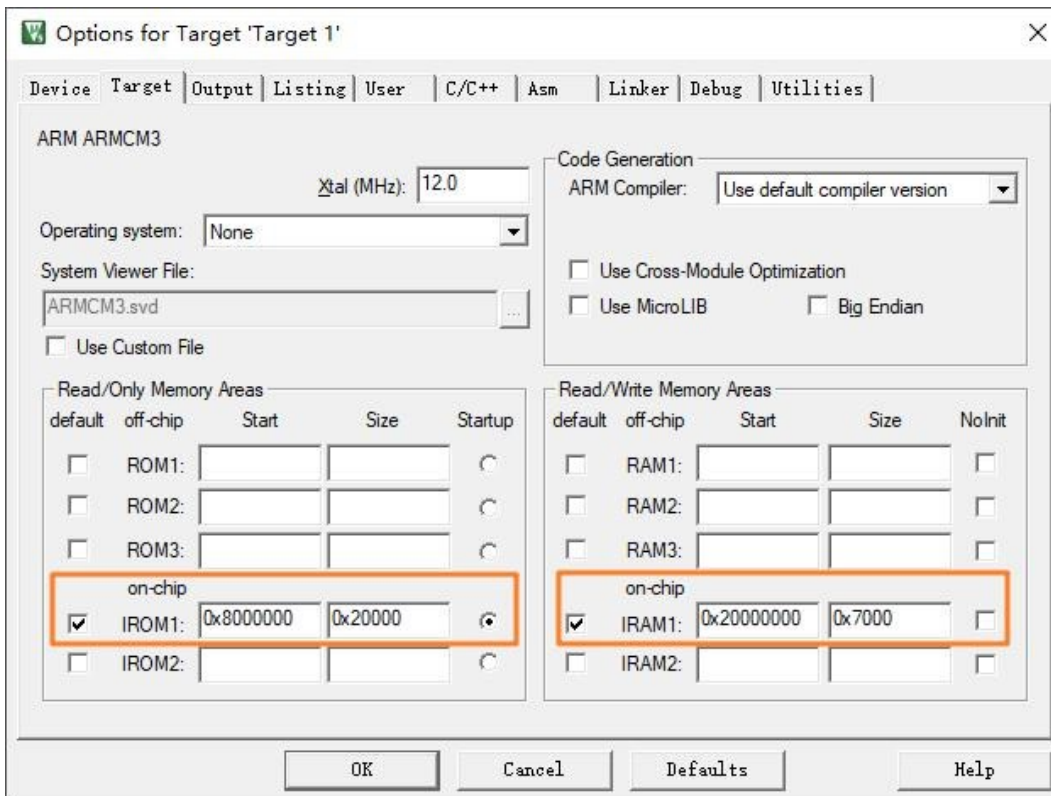 Options for Target 'Target 1'
Device Target Output Listing User C/C++ Asm Linker Debug Utilities
ARM ARMCM3
Xtal (MHz): 12.0
Operating system: None
System Viewer File:
ARMCM3.svd ...
Use Custom File
Code Generation
ARM Compiler: Use default compiler version
Use Cross-Module Optimization
Use MicroLIB Big Endian
Read/Only Memory Areas
default off-chip Start Size Startup
ROM1:
ROM2:
ROM3:
on-chip
IROM1: 0x8000000 0x20000
IROM2:
Read/Write Memory Areas
default off-chip Start Size NoInit
RAM1:
RAM2:
RAM3:
on-chip
IRAM1: 0x20000000 0x7000
IRAM2:
OK Cancel Defaults Help